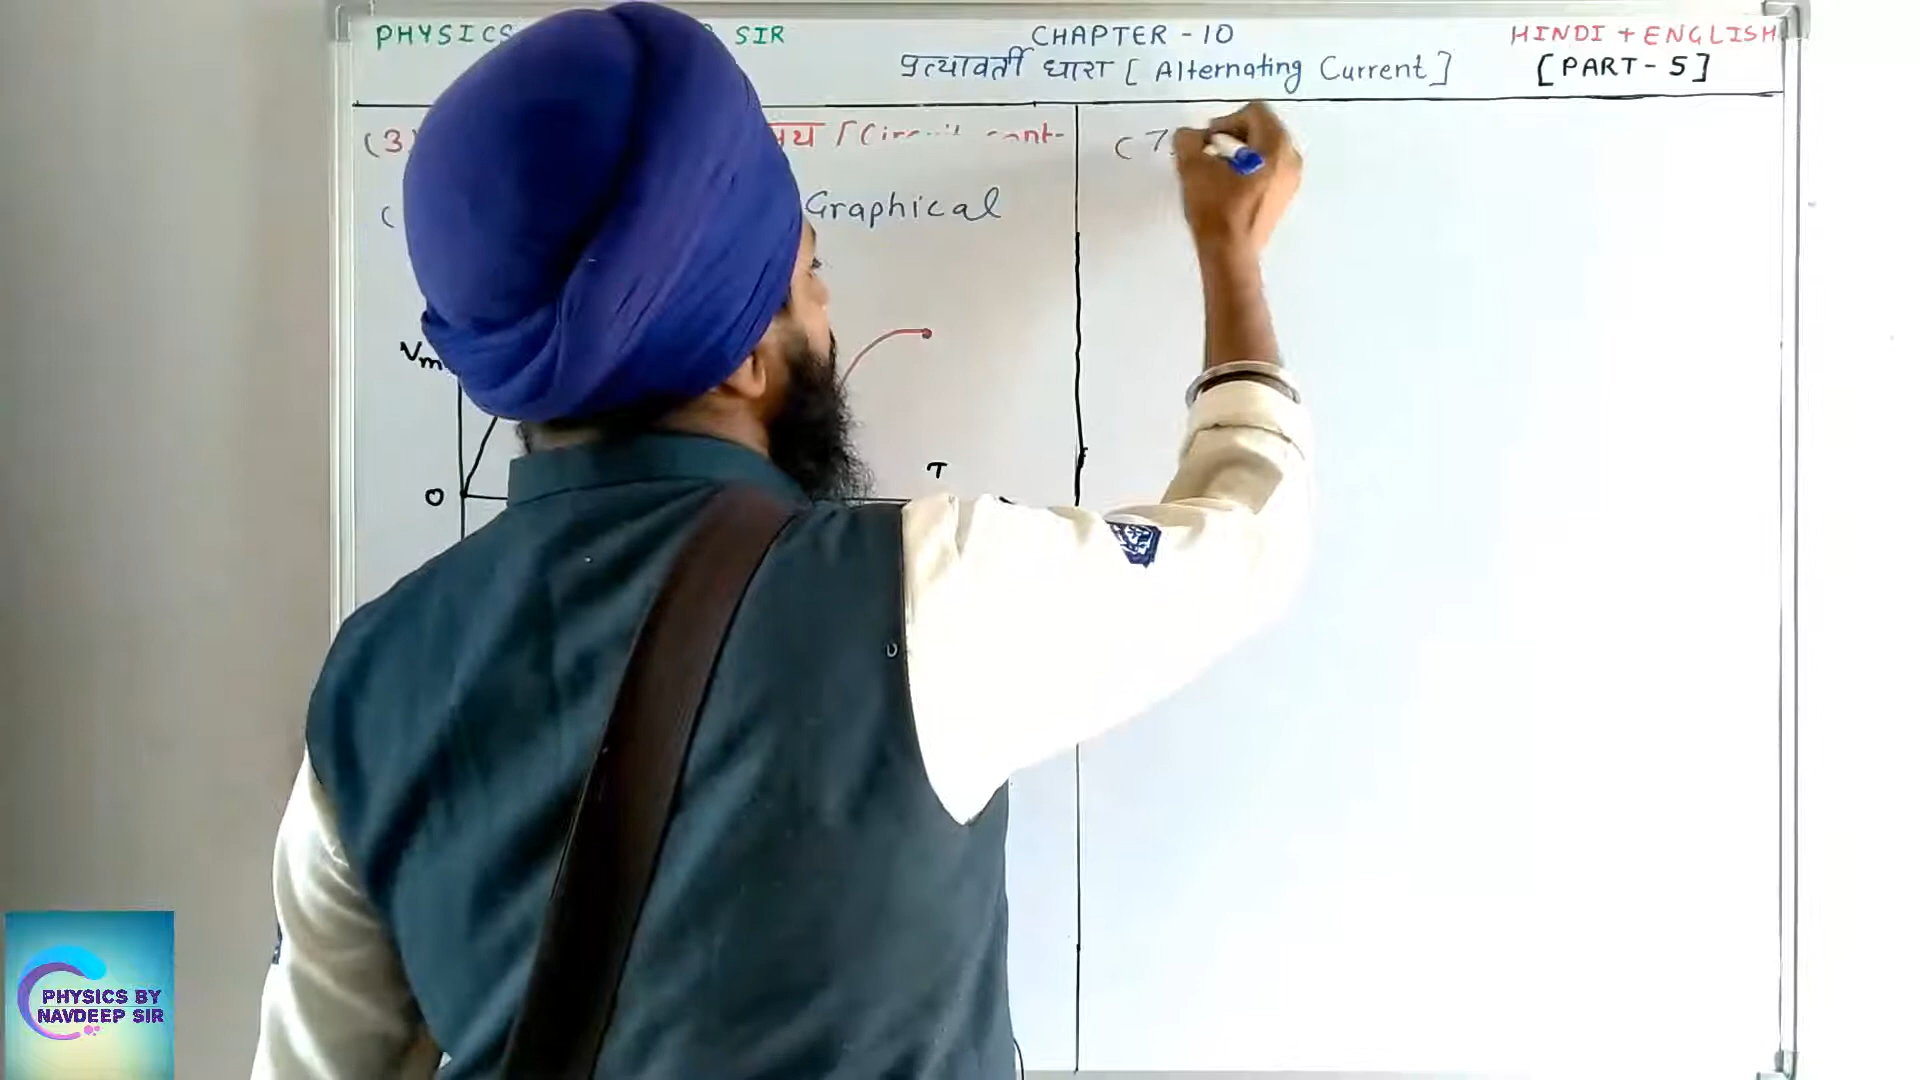 PHYSICS SIR
CHAPTER - 10
HINDI + ENGLISH
प्रत्यावर्ती धारा [ Alternating Current ]
[ PART - 5 ]
(3)
(7)
Graphical
Vm
T
O
PHYSICS BY
NAVDEEP SIR